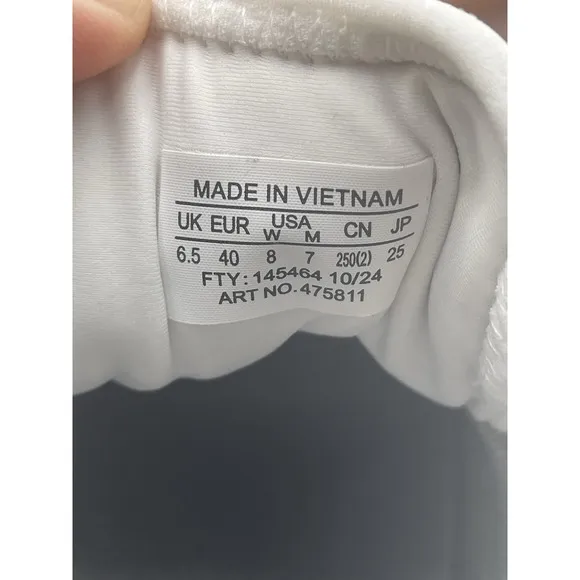 MADE IN VIETNAM
UK EUR USA CN JP
W M
6.5 40 8 7 250(2) 25
FTY: 145464 10/24
ART NO. 475811